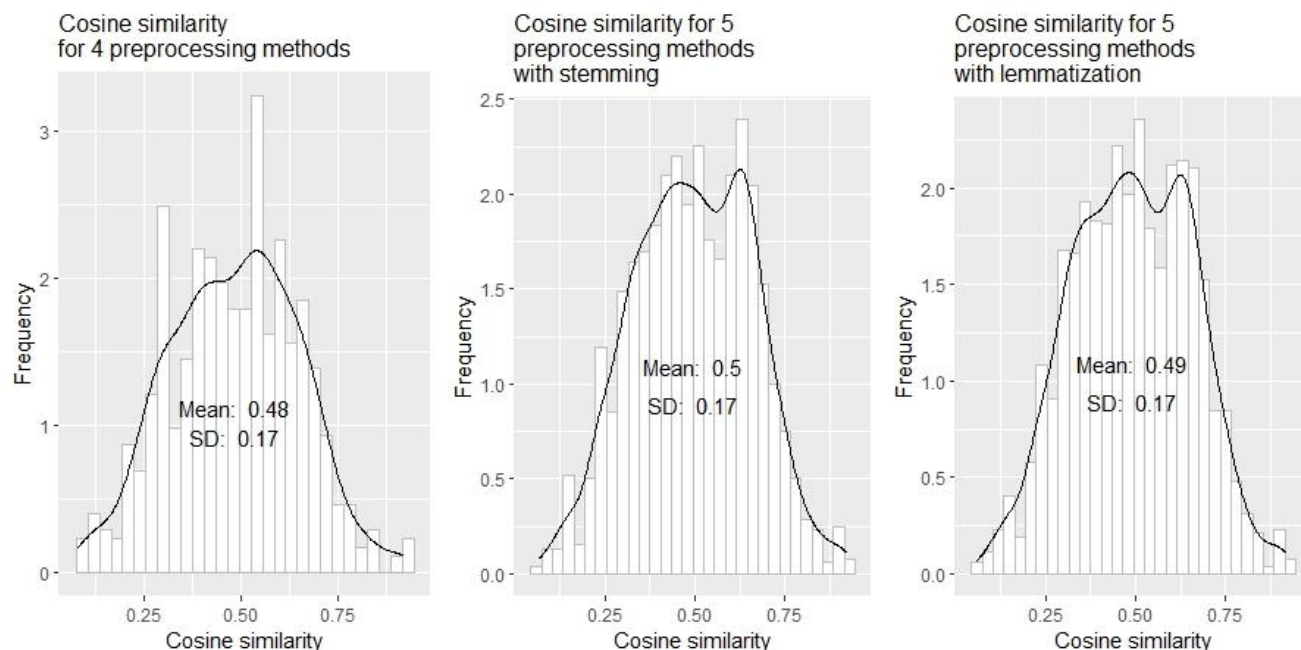 Cosine similarity
for 4 preprocessing methods
3
2
1
0
Frequency
Mean: 0.48
SD: 0.17
0.25 0.50 0.75
Cosine similarity
Cosine similarity for 5
preprocessing methods
with stemming
2.5
2.0
1.5
1.0
0.5
0.0
Frequency
Mean: 0.5
SD: 0.17
0.25 0.50 0.75
Cosine similarity
Cosine similarity for 5
preprocessing methods
with lemmatization
2.0
1.5
1.0
0.5
0.0
Frequency
Mean: 0.49
SD: 0.17
0.25 0.50 0.75
Cosine similarity